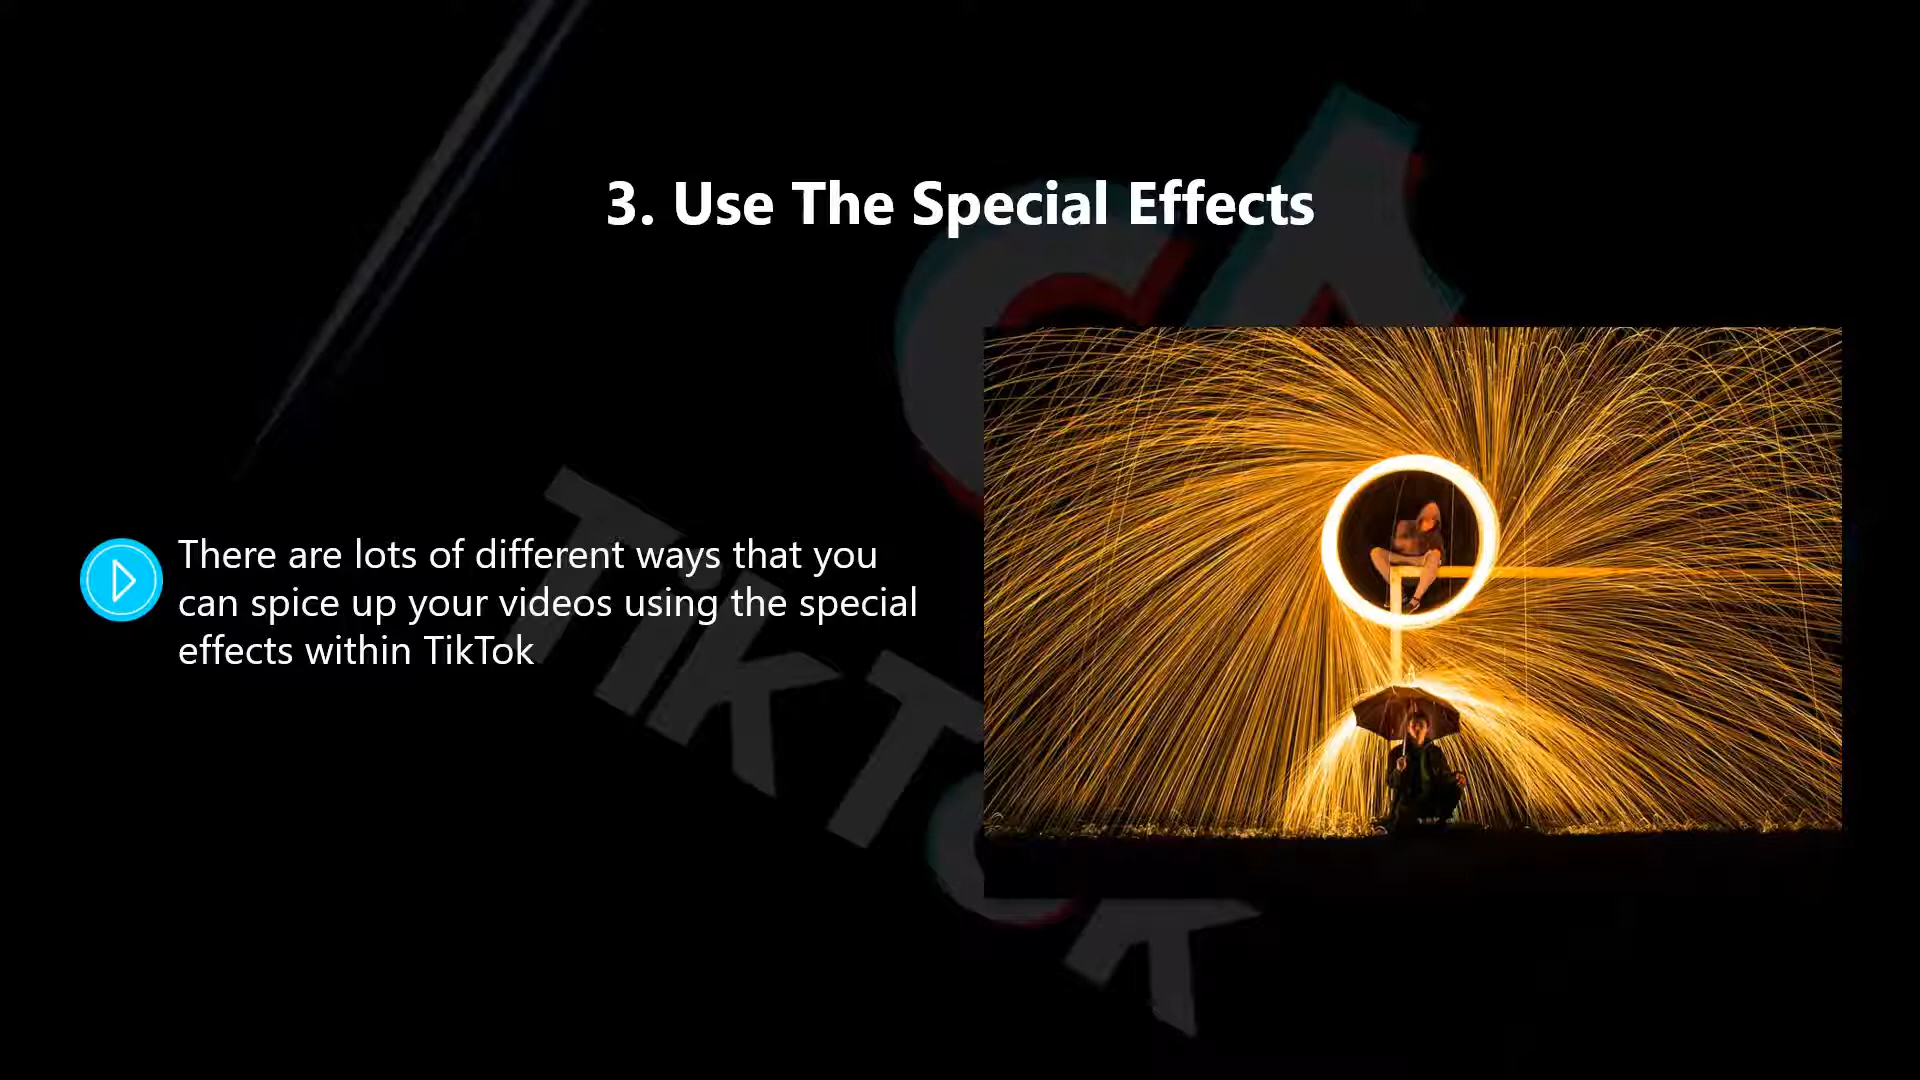 3. Use The Special Effects
There are lots of different ways that you
can spice up your videos using the special
effects within TikTok
TikTok